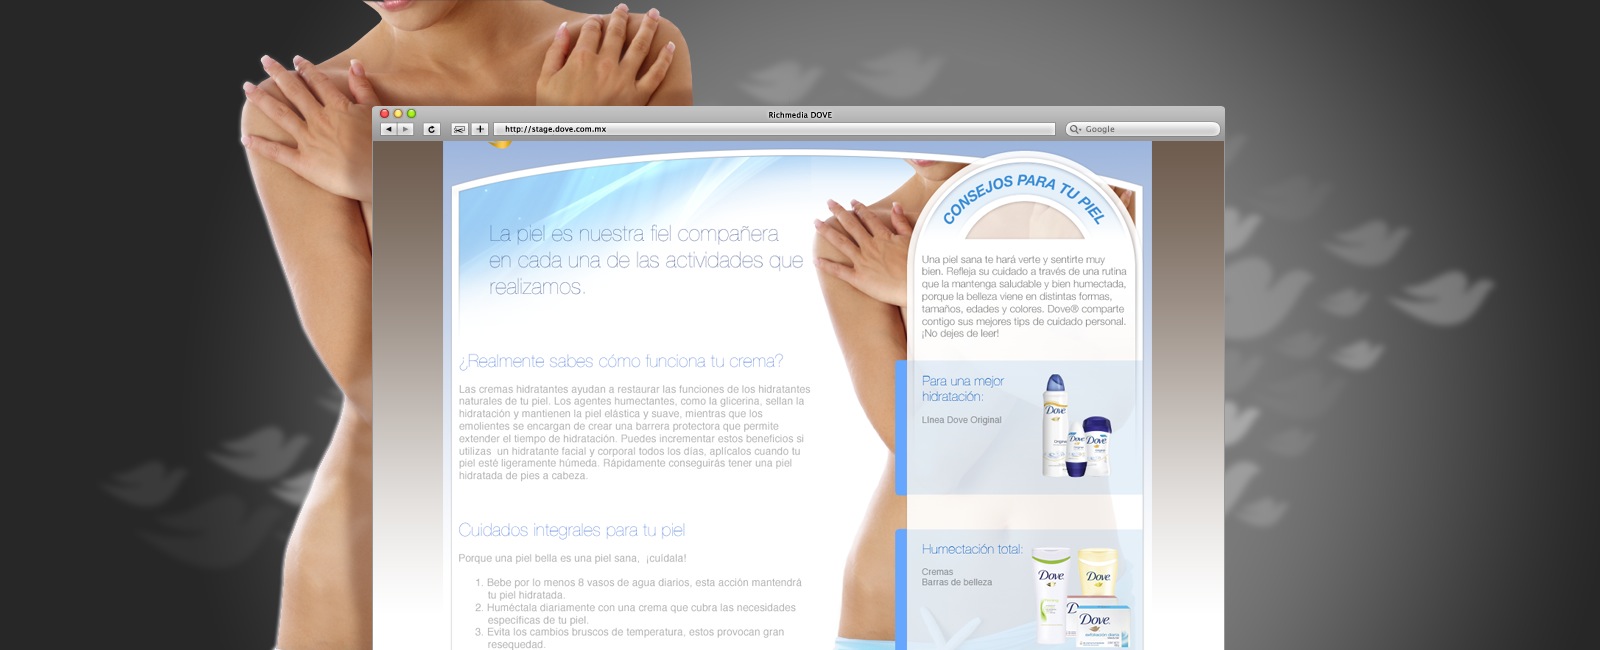 Richmedia DOVE
http://stage.dove.com.mx
Google
CONSEJOS PARA TU PIEL
La piel es nuestra fiel compañera
en cada una de las actividades que
realizamos.
Una piel sana te hará verte y sentirte muy
bien. Refleja su cuidado a través de una rutina
que la mantenga saludable y bien humectada,
porque la belleza viene en distintas formas,
tamaños, edades y colores. Dove® comparte
contigo sus mejores tips de cuidado personal.
¡No dejes de leer!
¿Realmente sabes cómo funciona tu crema?
Las cremas hidratantes ayudan a restaurar las funciones de los hidratantes
naturales de tu piel. Los agentes humectantes, como la glicerina, sellan la
hidratación y mantienen la piel elástica y suave, mientras que los
emolientes se encargan de crear una barrera protectora que permite
extender el tiempo de hidratación. Puedes incrementar estos beneficios si
utilizas un hidratante facial y corporal todos los días, aplícalos cuando tu
piel esté ligeramente húmeda. Rápidamente conseguirás tener una piel
hidratada de pies a cabeza.
Para una mejor
hidratación:
Línea Dove Original
Dove
Dove
Dove
Cuidados integrales para tu piel
Porque una piel bella es una piel sana, ¡cuídala!
1. Bebe por lo menos 8 vasos de agua diarios, esta acción mantendrá
tu piel hidratada.
2. Huméctala diariamente con una crema que cubra las necesidades
específicas de tu piel.
3. Evita los cambios bruscos de temperatura, estos provocan gran
resequedad.
Humectación total:
Cremas
Barras de belleza
Dove
Dove
Dove